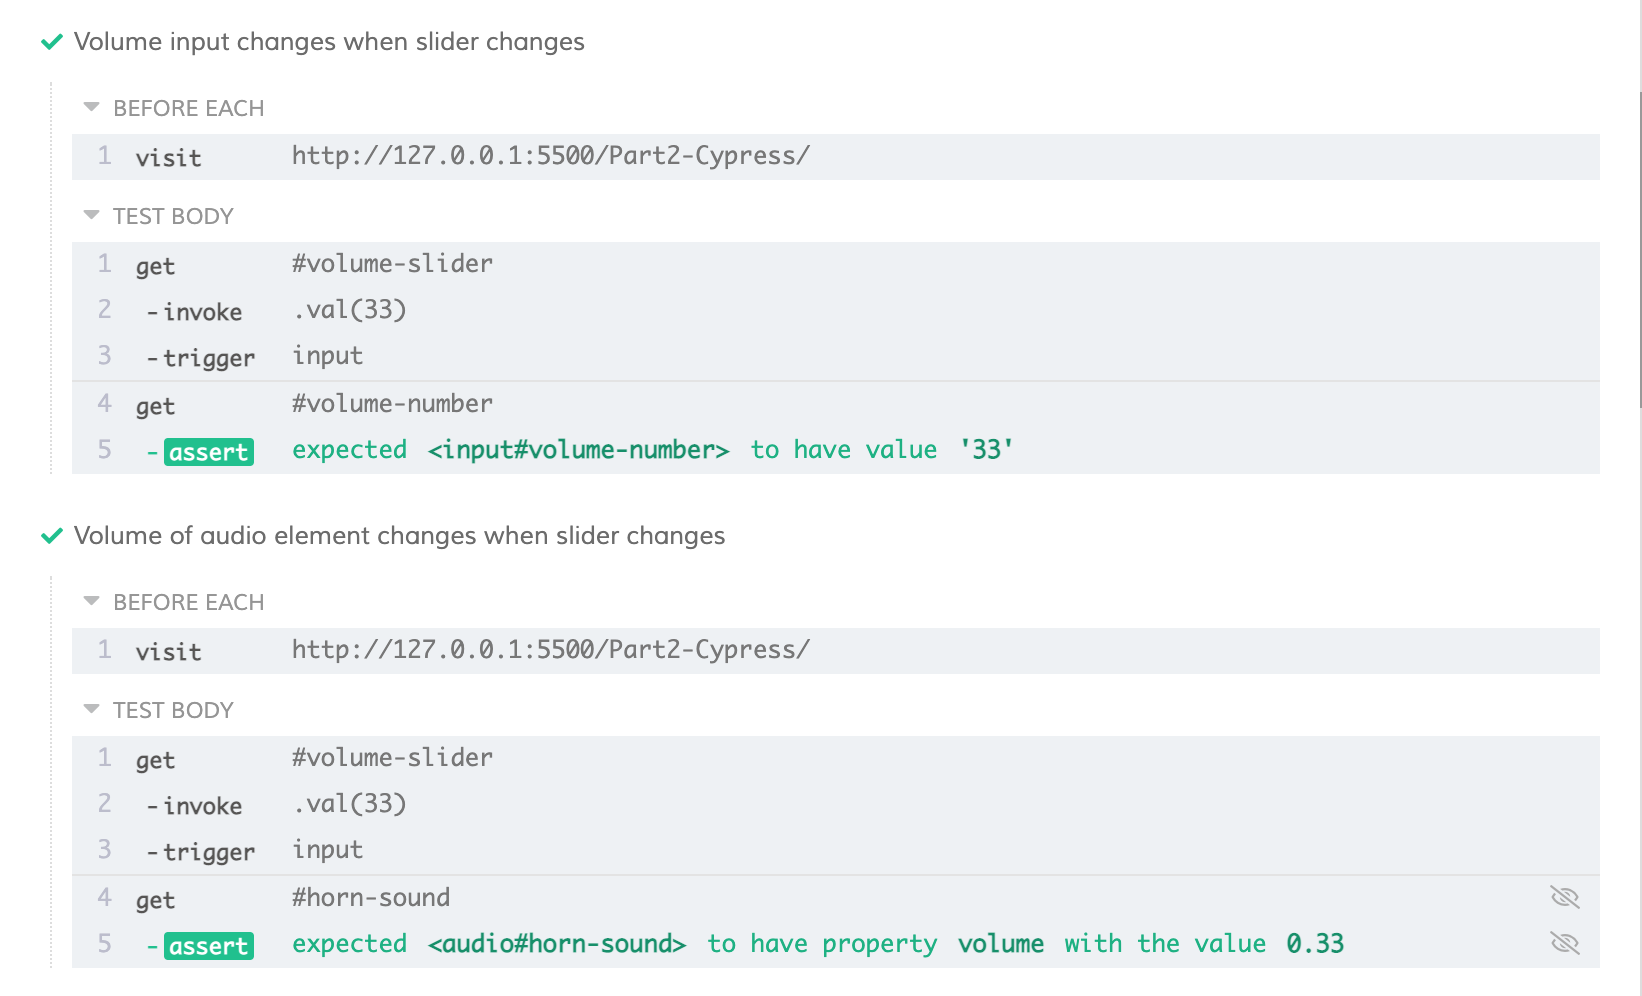 Volume input changes when slider changes
BEFORE EACH
1 visit http://127.0.0.1:5500/Part2-Cypress/
TEST BODY
1 get #volume-slider
2 -invoke .val(33)
3 -trigger input
4 get #volume-number
5 -assert expected <input#volume-number> to have value '33'
Volume of audio element changes when slider changes
BEFORE EACH
1 visit http://127.0.0.1:5500/Part2-Cypress/
TEST BODY
1 get #volume-slider
2 -invoke .val(33)
3 -trigger input
4 get #horn-sound
5 -assert expected <audio#horn-sound> to have property volume with the value 0.33